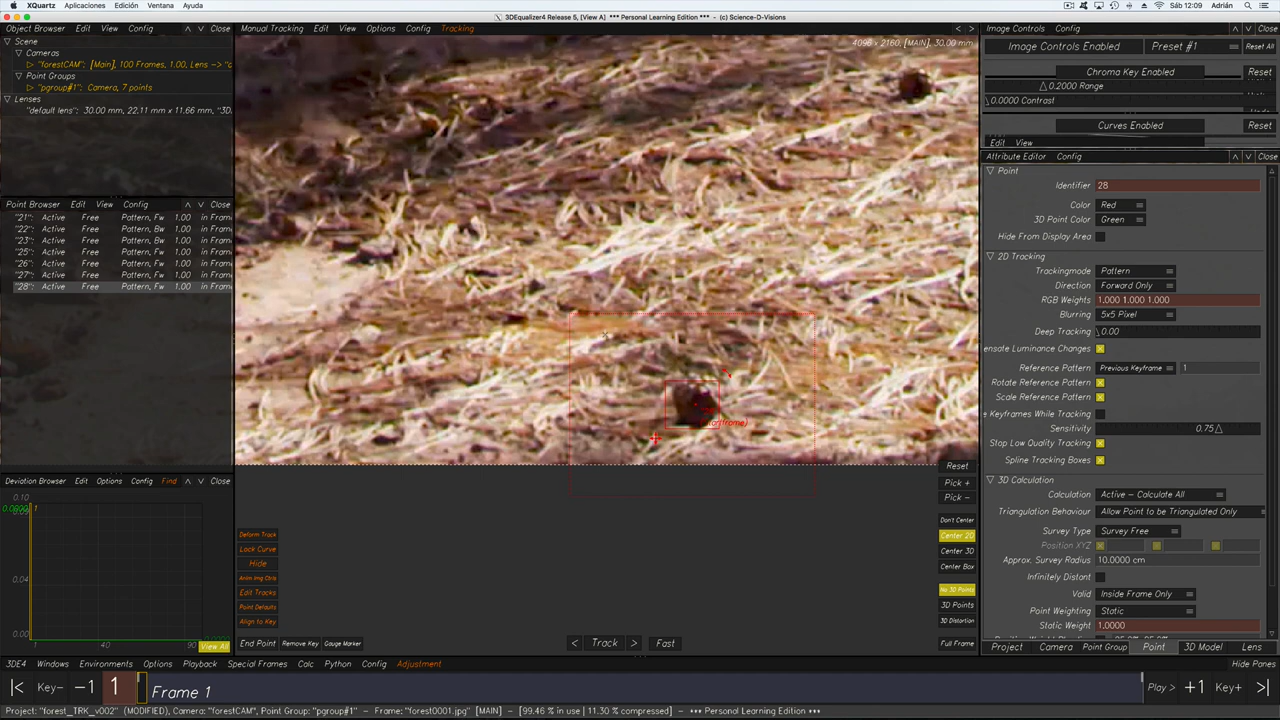 XQuartz Aplicaciones Edición Ventana Ayuda Sáb 12:09 Adrián
3DEqualizer4 Release 5, [View A] *** Personal Learning Edition *** (c) Science-D-Visions
Object Browser Edit View Config Close
Scene
Cameras
"forestCAM": [Main], 100 Frames, 1.00, Lens -> "c
Point Groups
"pgroup#1": Camera, 7 points
Lenses
"default lens": 30.00 mm, 22.11 mm x 11.66 mm, "3D
Point Browser Edit View Config Close
"21": Active Free Pattern, Fw 1.00 in Fram
"22": Active Free Pattern, Bw 1.00 in Fram
"23": Active Free Pattern, Bw 1.00 in Fram
"25": Active Free Pattern, Fw 1.00 in Fram
"26": Active Free Pattern, Fw 1.00 in Fram
"27": Active Free Pattern, Fw 1.00 in Fram
"28": Active Free Pattern, Fw 1.00 in Fram
Deviation Browser Edit Options Config Find Close
0.10
0.09
1
0.04
0.00
1 40 90
View All
Manual Tracking Edit View Options Config Tracking < >
4096 x 2160, [MAIN], 30.00 mm
Deform Track
Lock Curve
Hide
Anim Img Ctrls
Edit Tracks
Point Defaults
Align to Key
End Point Remove Key Gauge Marker < Track > Fast
Reset
Pick +
Pick -
Don't Center
Center 2D
Center 3D
Center Box
No 3D Points
3D Points
3D Distortion
Full Frame
Image Controls Config Close
Image Controls Enabled Preset #1 Reset All
Chroma Key Enabled Reset
0.2000 Range
0.0000 Contrast
Curves Enabled Reset
Edit View
Attribute Editor Config Close
Point
Identifier 28
Color Red
3D Point Color Green
Hide From Display Area
2D Tracking
Trackingmode Pattern
Direction Forward Only
RGB Weights 1.000 1.000 1.000
Blurring 5x5 Pixel
Deep Tracking 0.00
ensate Luminance Changes
Reference Pattern Previous Keyframe 1
Rotate Reference Pattern
Scale Reference Pattern
e Keyframes While Tracking
Sensitivity 0.75
Stop Low Quality Tracking
Spline Tracking Boxes
3D Calculation
Calculation Active - Calculate All
Triangulation Behaviour Allow Point to be Triangulated Only
Survey Type Survey Free
Position XYZ
Approx. Survey Radius 10.0000 cm
Infinitely Distant
Valid Inside Frame Only
Point Weighting Static
Static Weight 1.0000
Project Camera Point Group Point 3D Model Lens
3DE4 Windows Environments Options Playback Special Frames Calc Python Config Adjustment Hide Panes
|< Key- -1 1 Frame 1 Play > +1 Key+ >|
Project: "forest_TRK_v002" (MODIFIED), Camera: "forestCAM", Point Group: "pgroup#1" - Frame: "forest0001.jpg" [MAIN] - [99.46 % in use | 11.30 % compressed] - *** Personal Learning Edition ***